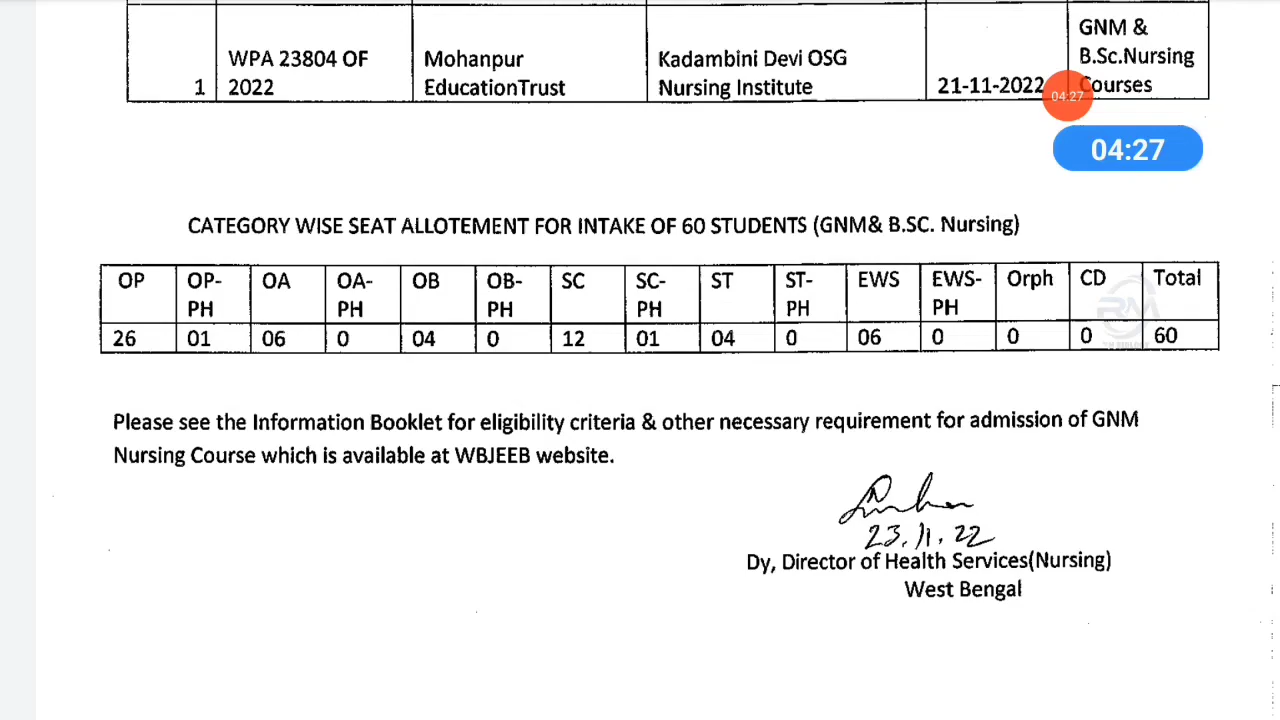 GNM &
WPA 23804 OF Mohanpur Kadambini Devi OSG B.Sc.Nursing
1 2022 EducationTrust Nursing Institute 21-11-2022 Courses
04:27
04:27
CATEGORY WISE SEAT ALLOTEMENT FOR INTAKE OF 60 STUDENTS (GNM& B.SC. Nursing)
OP OP-PH OA OA-PH OB OB-PH SC SC-PH ST ST-PH EWS EWS-PH Orph CD Total
26 01 06 0 04 0 12 01 04 0 06 0 0 0 60
Please see the Information Booklet for eligibility criteria & other necessary requirement for admission of GNM
Nursing Course which is available at WBJEEB website.
23.11.22
Dy, Director of Health Services(Nursing)
West Bengal